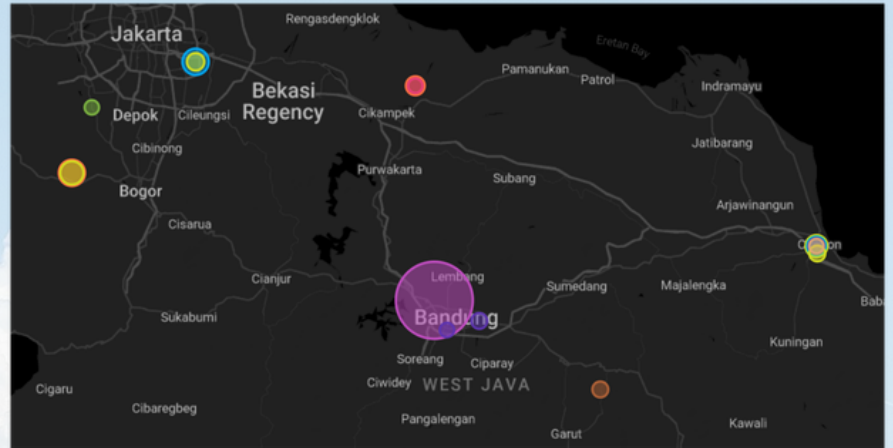 Rengasdengklok
Jakarta
Eretan Bay
Pamanukan
Patrol
Indramayu
Bekasi
Regency
Cikampek
Depok
Cileungsi
Jatibarang
Cibinong
Purwakarta
Subang
Bogor
Arjawinangun
Cisarua
Cianjur
Lembang
Sumedang
Majalengka
Sukabumi
Bandung
Kuningan
Soreang
Ciparay
Cigaru
Ciwidey
WEST JAVA
Cibaregbeg
Pangalengan
Kawali
Garut